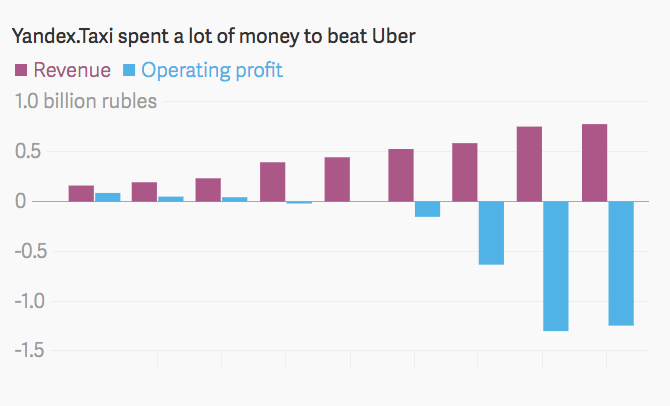 Yandex.Taxi spent a lot of money to beat Uber
Revenue Operating profit
1.0 billion rubles
0.5
0
-0.5
-1.0
-1.5